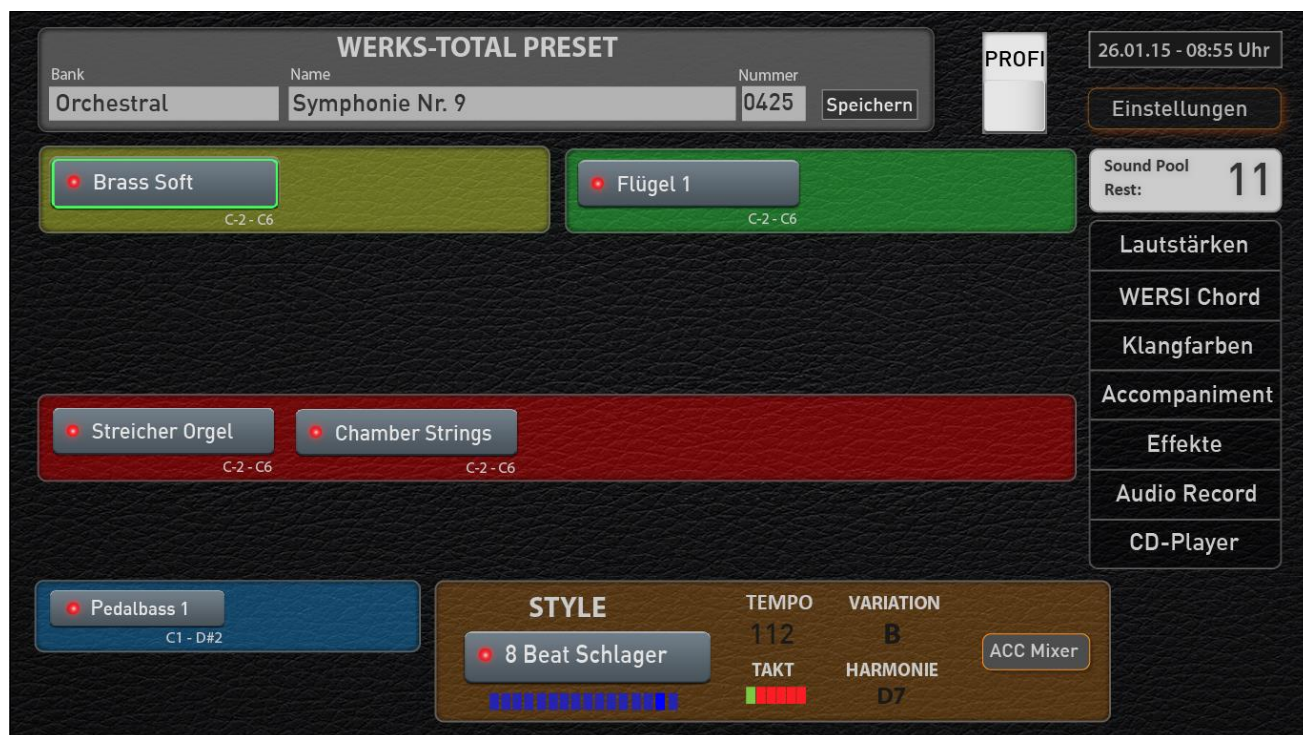 WERKS-TOTAL PRESET
Bank
Name
Nummer
Orchestral
Symphonie Nr. 9
0425
Speichern
PROFI
26.01.15 - 08:55 Uhr
Einstellungen
Brass Soft
C-2 - C6
Flügel 1
C-2 - C6
Sound Pool
Rest:
11
Lautstärken
WERSI Chord
Klangfarben
Accompaniment
Effekte
Audio Record
CD-Player
Streicher Orgel
C-2 - C6
Chamber Strings
C-2 - C6
Pedalbass 1
C1 - D#2
STYLE
8 Beat Schlager
TEMPO
112
TAKT
VARIATION
B
HARMONIE
D7
ACC Mixer